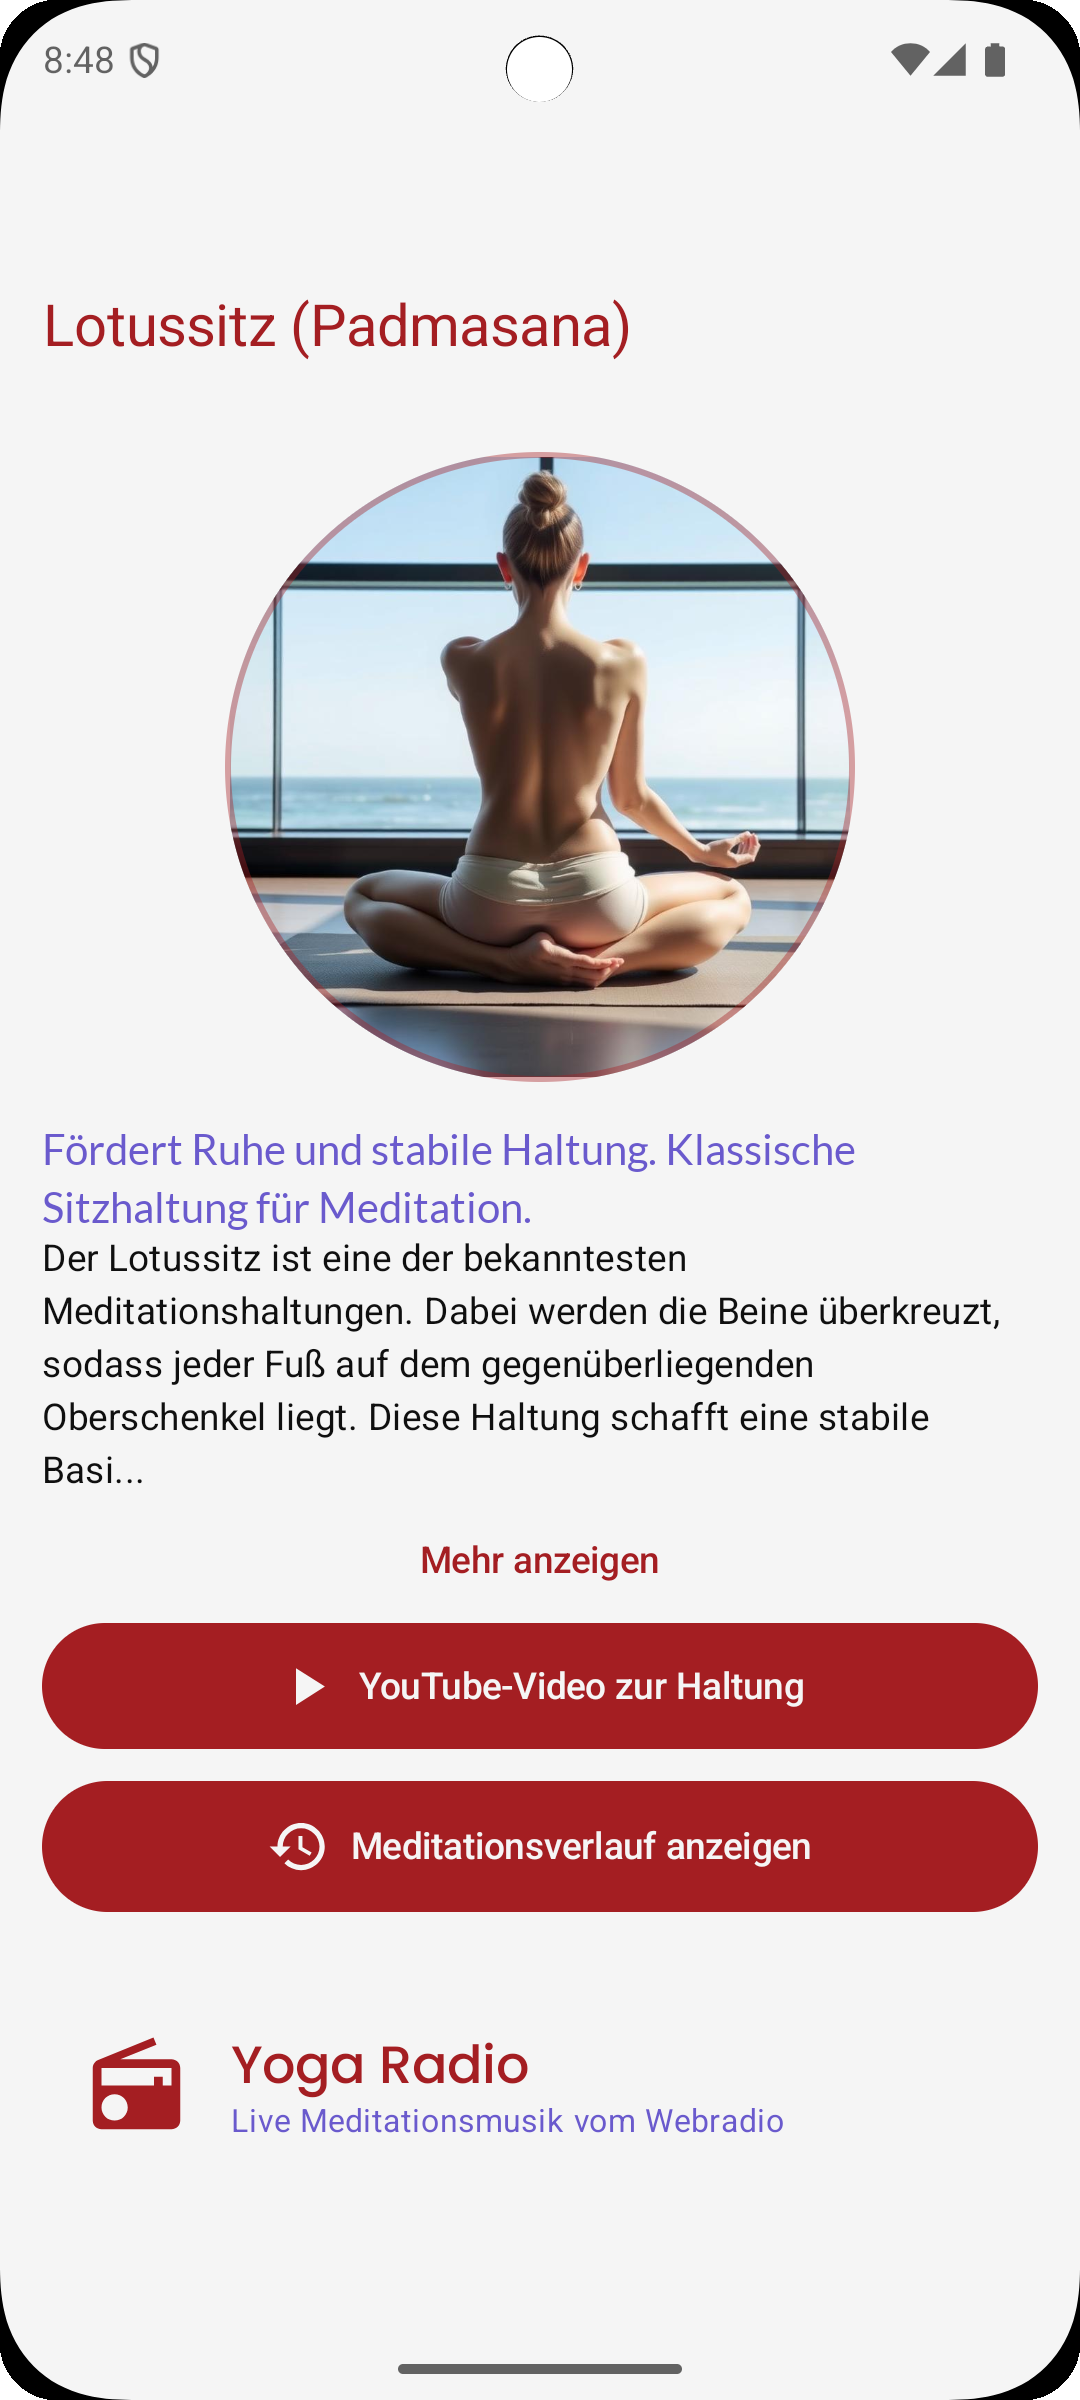 8:48
Lotussitz (Padmasana)
Fördert Ruhe und stabile Haltung. Klassische
Sitzhaltung für Meditation.
Der Lotussitz ist eine der bekanntesten
Meditationshaltungen. Dabei werden die Beine überkreuzt,
sodass jeder Fuß auf dem gegenüberliegenden
Oberschenkel liegt. Diese Haltung schafft eine stabile
Basi...
Mehr anzeigen
YouTube-Video zur Haltung
Meditationsverlauf anzeigen
Yoga Radio
Live Meditationsmusik vom Webradio